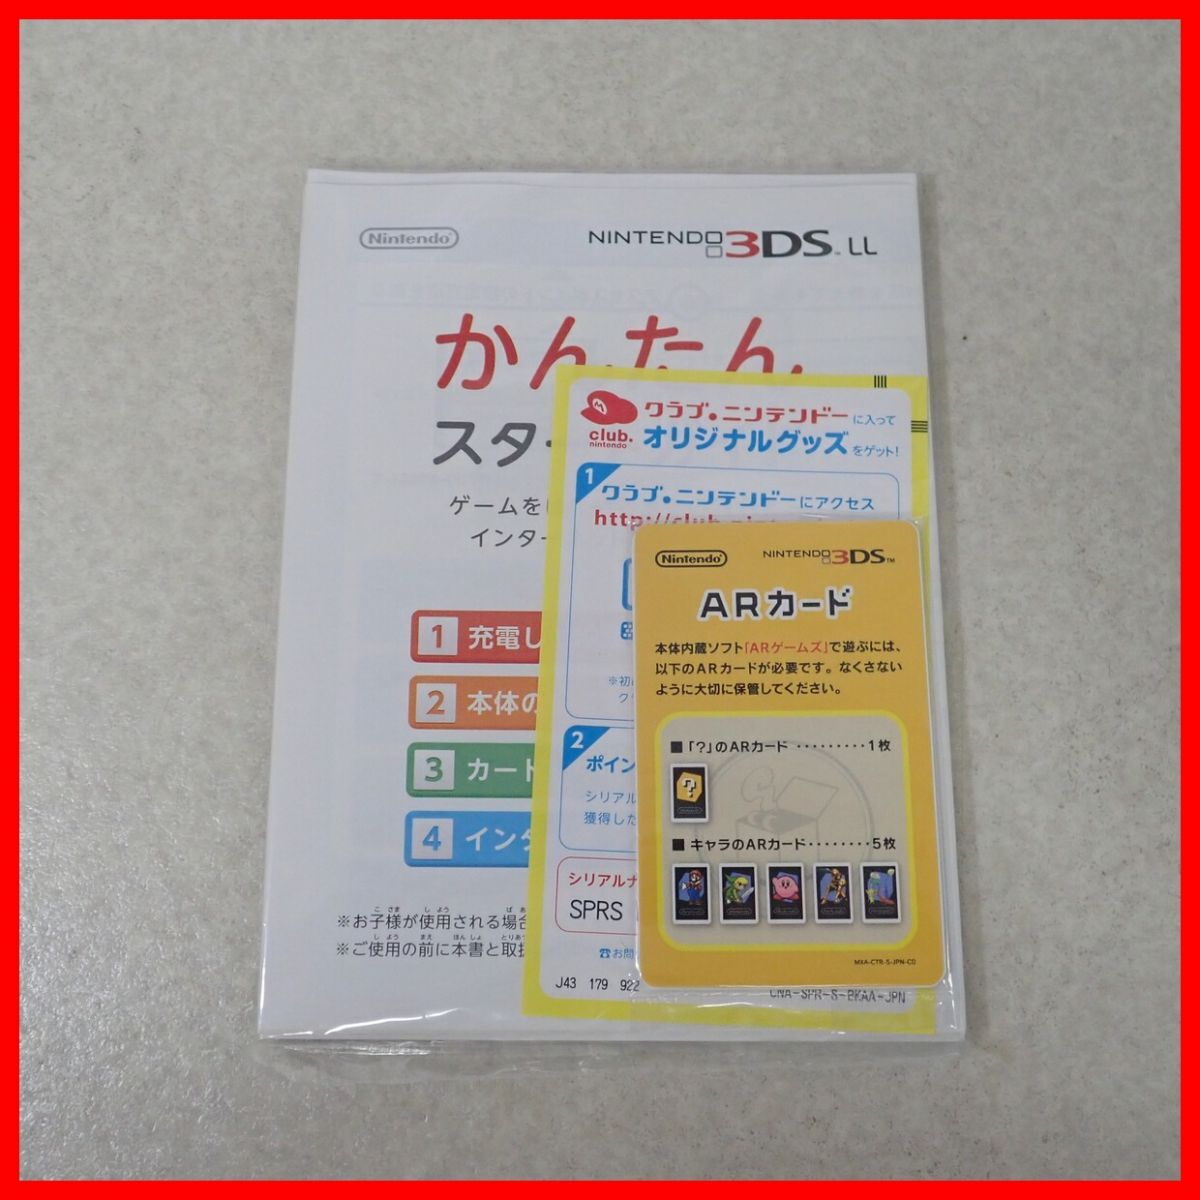 Nintendo
NINTENDO 3DS™ LL
かんたん
スター
ゲームを
インター
1 充電し
2 本体の
3 カード
4 インタ
※お子様が使用される場合
※ご使用の前に本書と取扱
club.
nintendo
クラブ・ニンテンドーに入って
オリジナルグッズをゲット!
1
クラブ・ニンテンドーにアクセス
http://club.nint
※初
ク
2
ポイン
シリアル
獲得した
シリアルナ
SPRS
☎お問
J43 179 922
CNA-SPR-S-BKAA-JPN
Nintendo
NINTENDO 3DS™
ARカード
本体内蔵ソフト「ARゲームズ」で遊ぶには、
以下のARカードが必要です。なくさない
ように大切に保管してください。
■「?」のARカード ・・・・・・・・・1枚
■ キャラのARカード・・・・・・・・5枚
MXA-CTR-S-JPN-C0